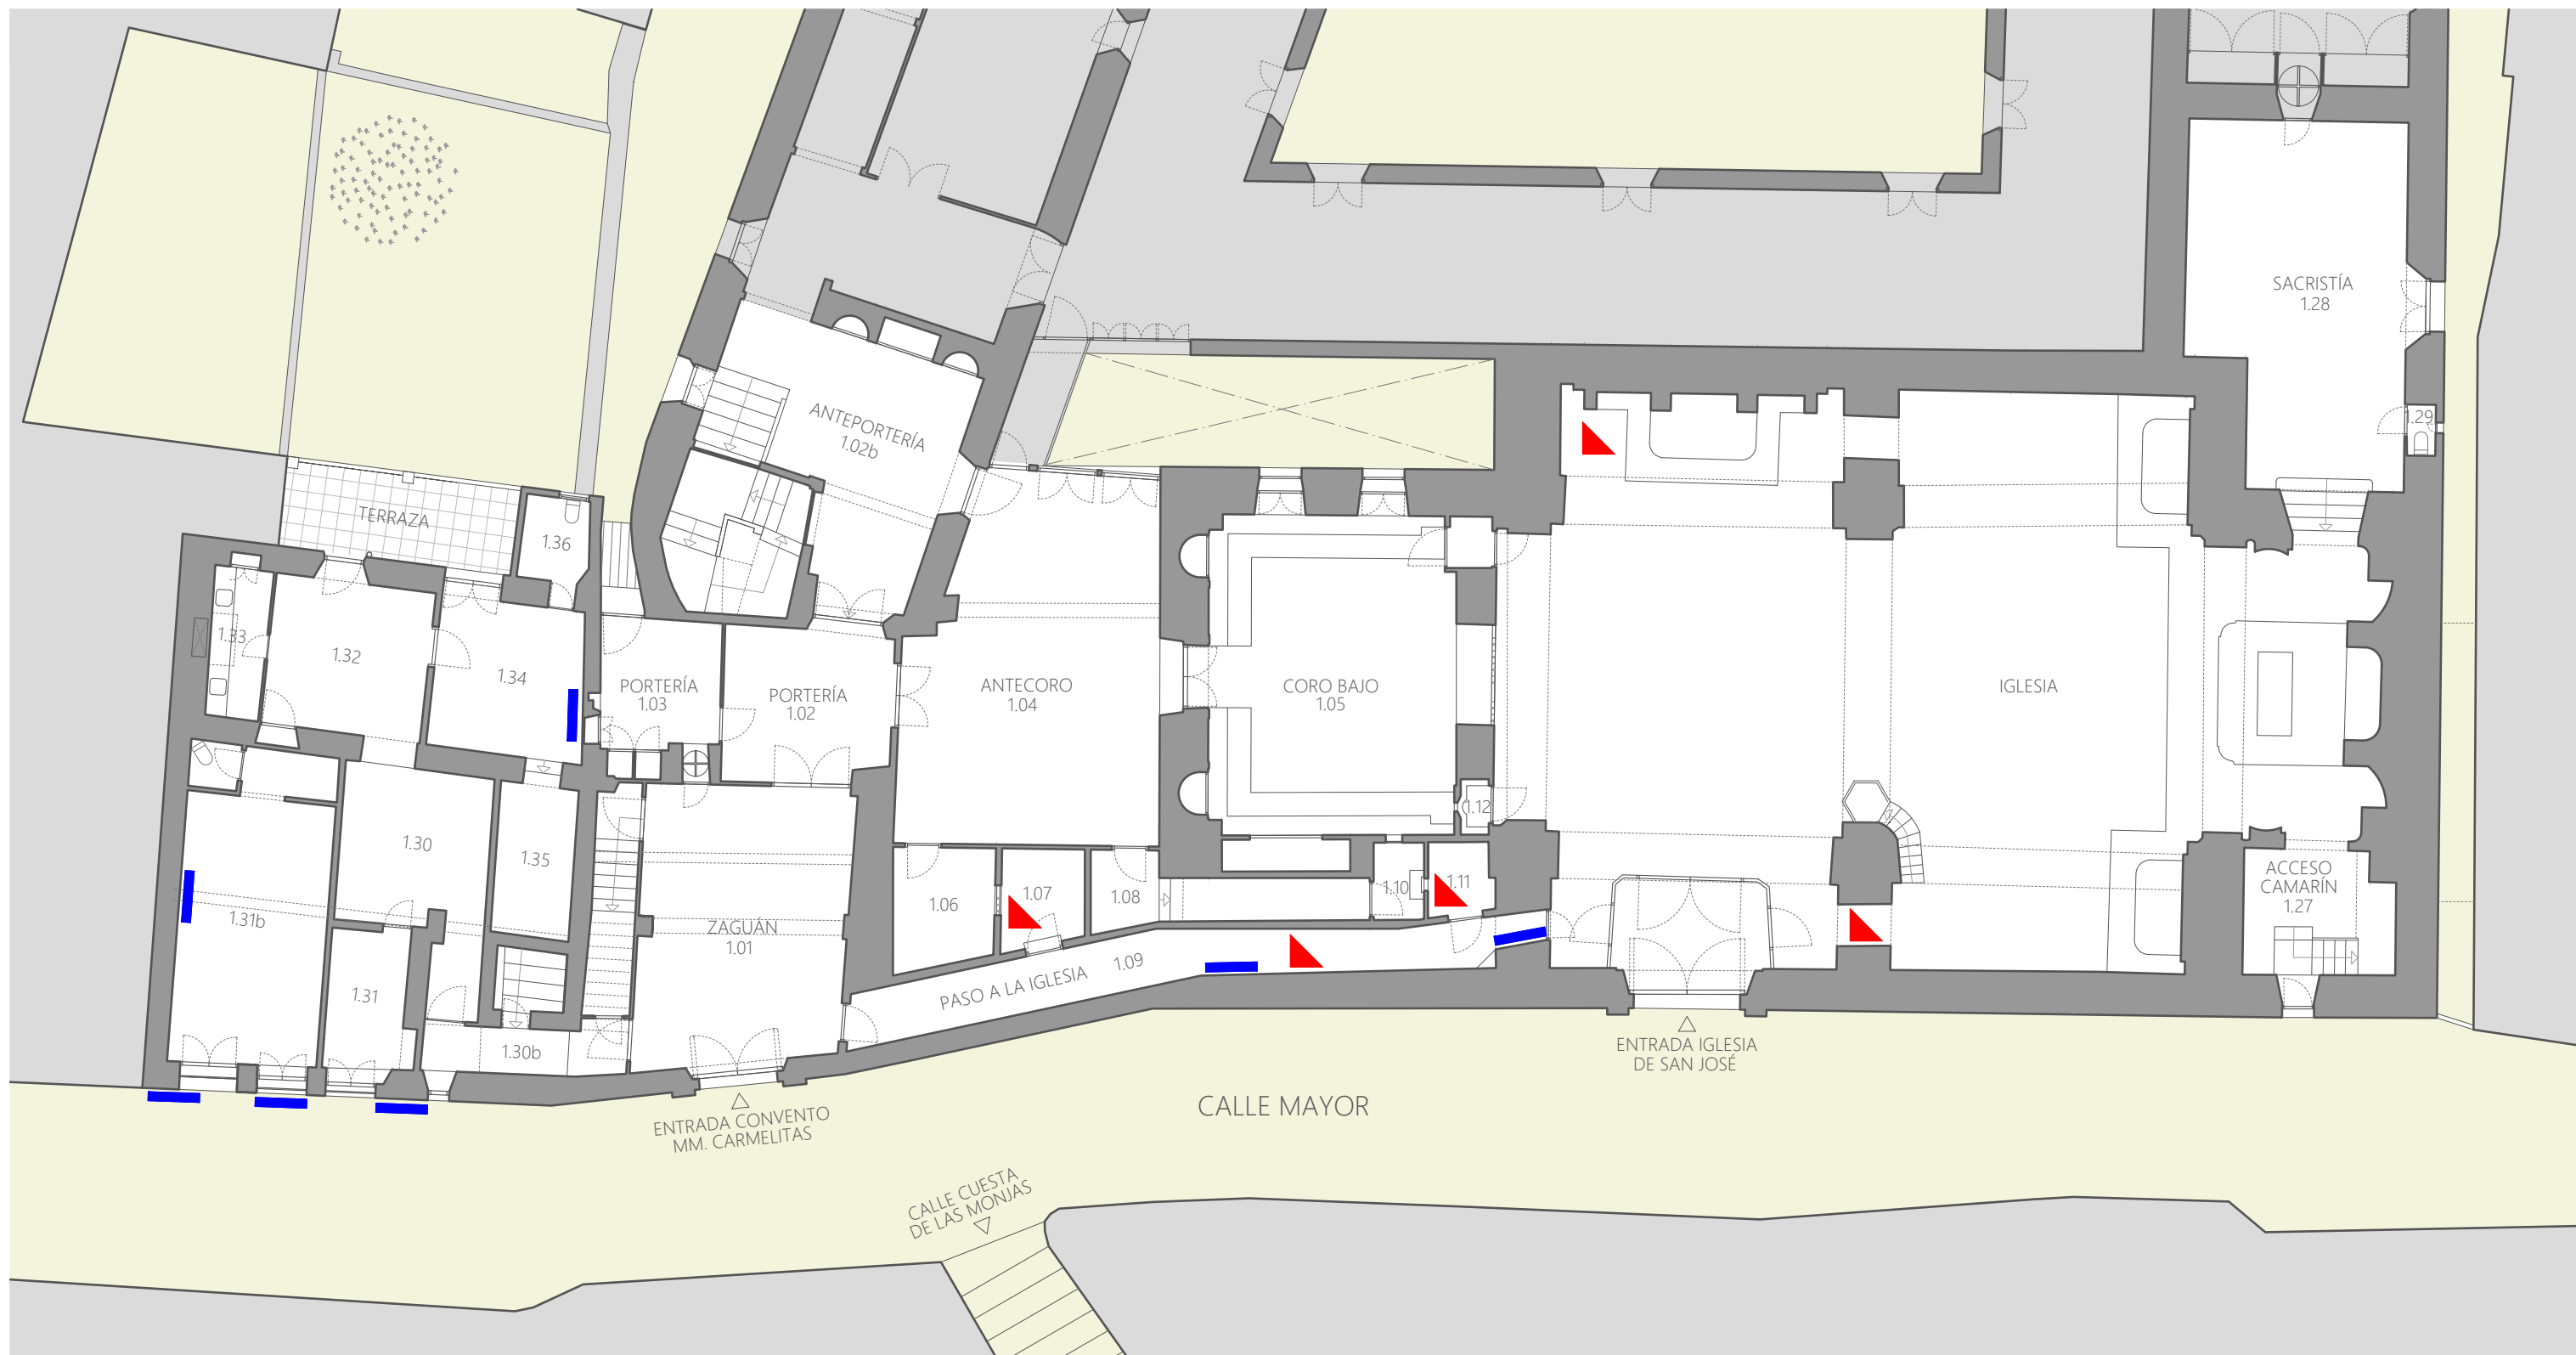 SACRISTÍA
1.28
ANTEPORTERÍA
1.02b
1.29
TERRAZA
1.36
1.33
1.32
1.34
PORTERÍA
1.03
PORTERÍA
1.02
ANTECORO
1.04
CORO BAJO
1.05
IGLESIA
1.12
1.30
1.35
1.31b
1.31
1.30b
ZAGUÁN
1.01
1.06
1.07
1.08
1.10
1.11
PASO A LA IGLESIA 1.09
ACCESO
CAMARÍN
1.27
ENTRADA IGLESIA
DE SAN JOSÉ
ENTRADA CONVENTO
MM. CARMELITAS
CALLE MAYOR
CALLE CUESTA
DE LAS MONJAS